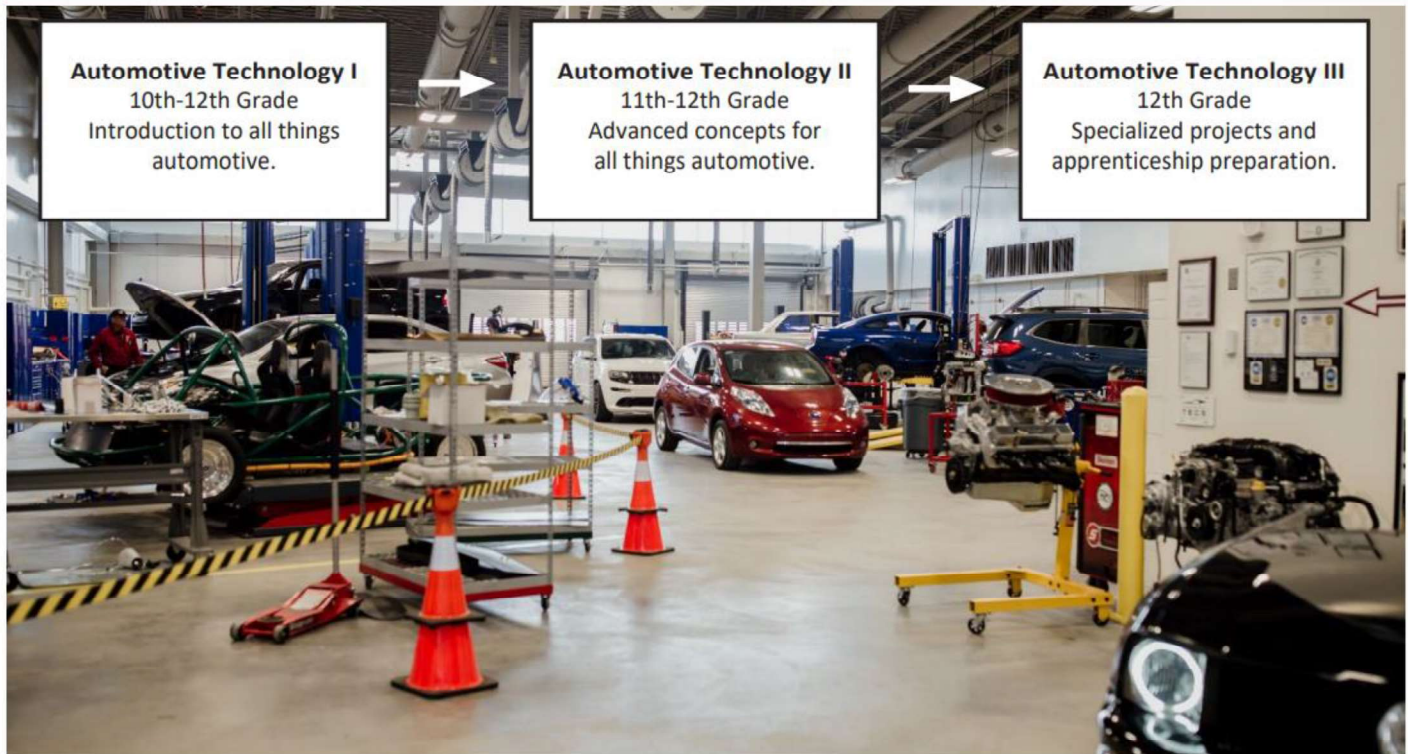 Automotive Technology I
10th-12th Grade
Introduction to all things
automotive.
Automotive Technology II
11th-12th Grade
Advanced concepts for
all things automotive.
Automotive Technology III
12th Grade
Specialized projects and
apprenticeship preparation.